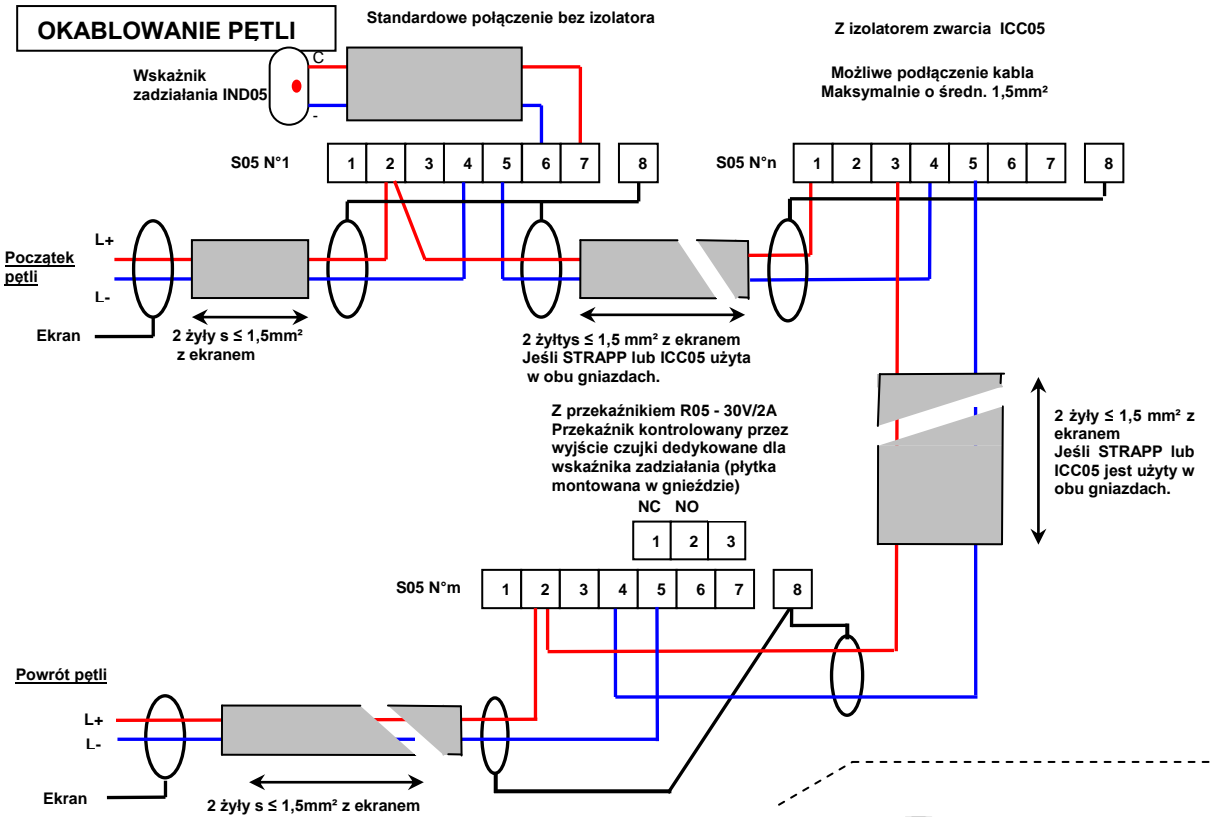 OKABLOWANIE PĘTLI
Standardowe połączenie bez izolatora
Z izolatorem zwarcia ICC05
Możliwe podłączenie kabla
Maksymalnie o średn. 1,5mm²
Wskaźnik
zadziałania IND05
C
-
S05 N°1
1 2 3 4 5 6 7 8
S05 N°n
1 2 3 4 5 6 7 8
Początek
pętli
L+
L-
Ekran
2 żyły s ≤ 1,5mm²
z ekranem
2 żyłtys ≤ 1,5 mm² z ekranem
Jeśli STRAPP lub ICC05 użyta
w obu gniazdach.
Z przekaźnikiem R05 - 30V/2A
Przekaźnik kontrolowany przez
wyjście czujki dedykowane dla
wskaźnika zadziałania (płytka
montowana w gnieździe)
NC NO
1 2 3
2 żyły ≤ 1,5 mm² z
ekranem
Jeśli STRAPP lub
ICC05 jest użyty w
obu gniazdach.
S05 N°m
1 2 3 4 5 6 7 8
Powrót pętli
L+
L-
Ekran
2 żyły s ≤ 1,5mm² z ekranem